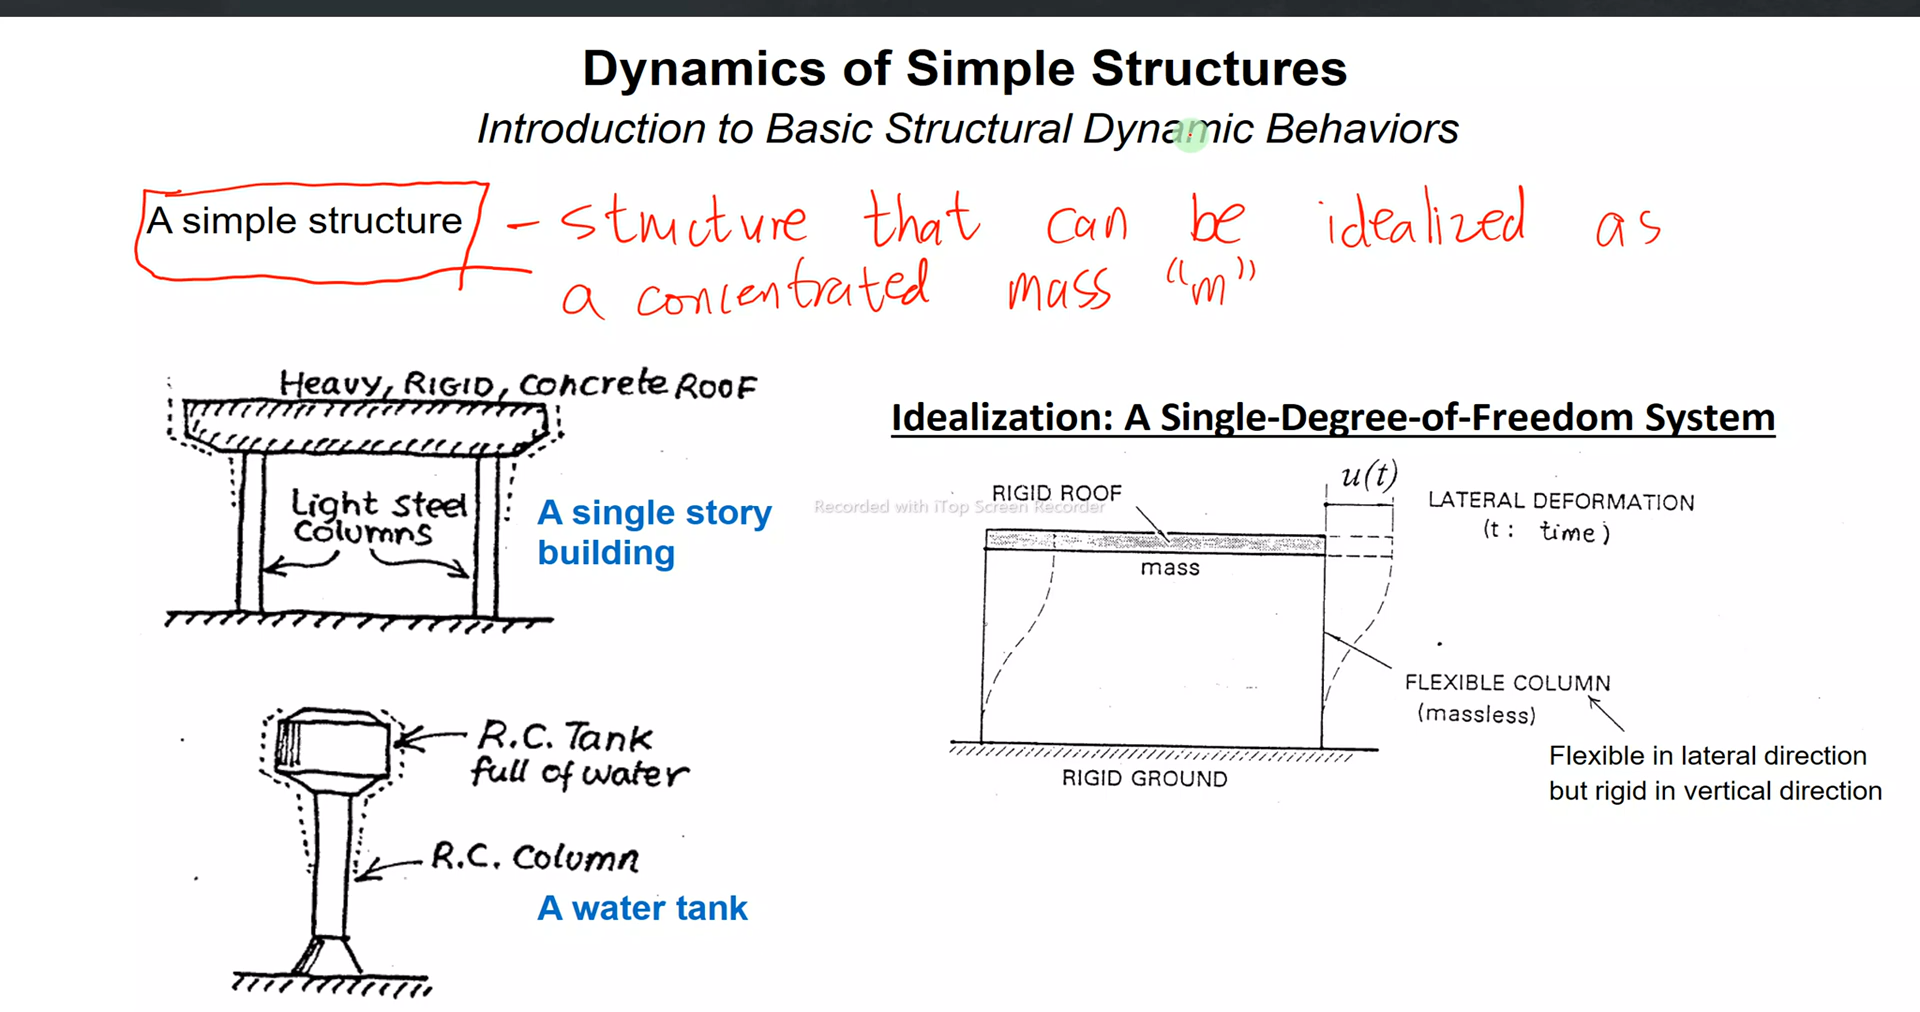 Dynamics of Simple Structures
Introduction to Basic Structural Dynamic Behaviors
A simple structure - structure that can be idealized as
a concentrated mass "m"
Heavy, RIGID, Concrete ROOF
Light Steel
Columns
A single story
building
R.C. Tank
full of water
R.C. Column
A water tank
Idealization: A Single-Degree-of-Freedom System
u(t)
RIGID ROOF
LATERAL DEFORMATION
(t: time)
Recorded with iTop Screen Recorder
mass
FLEXIBLE COLUMN
(massless)
Flexible in lateral direction
but rigid in vertical direction
RIGID GROUND